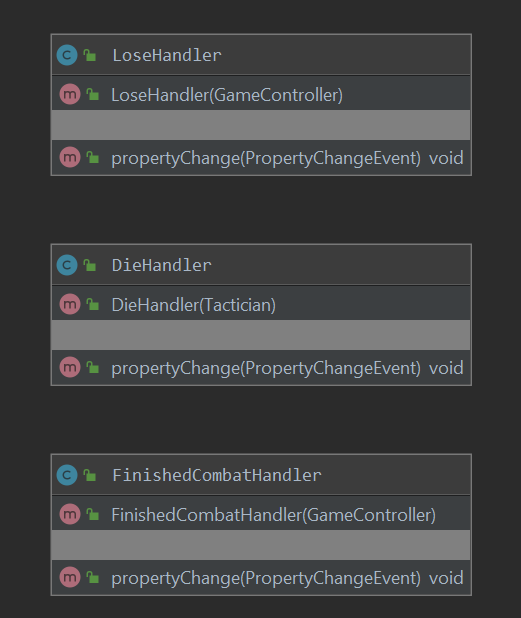 C LoseHandler
m LoseHandler(GameController)
m propertyChange(PropertyChangeEvent) void
C DieHandler
m DieHandler(Tactician)
m propertyChange(PropertyChangeEvent) void
C FinishedCombatHandler
m FinishedCombatHandler(GameController)
m propertyChange(PropertyChangeEvent) void